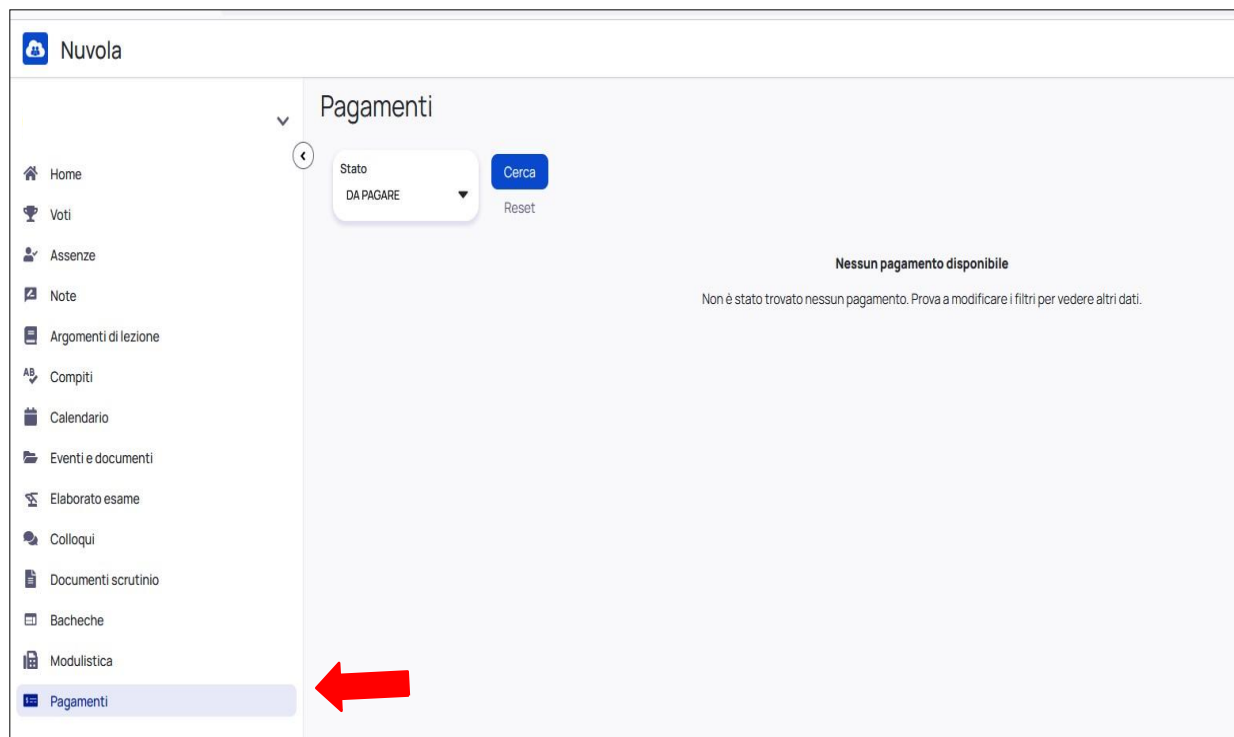 Nuvola
Pagamenti
Stato
DA PAGARE
Cerca
Reset
Nessun pagamento disponibile
Non è stato trovato nessun pagamento. Prova a modificare i filtri per vedere altri dati.
Home
Voti
Assenze
Note
Argomenti di lezione
Compiti
Calendario
Eventi e documenti
Elaborato esame
Colloqui
Documenti scrutinio
Bacheche
Modulistica
Pagamenti